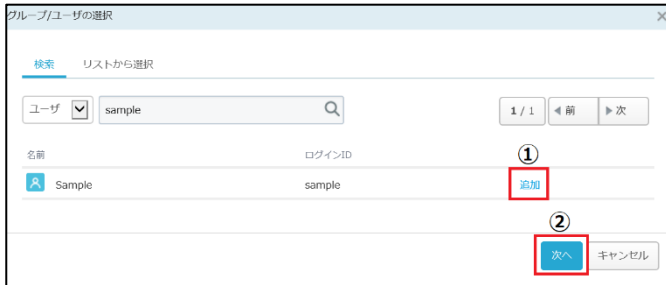 グループ/ユーザの選択
検索 リストから選択
ユーザ sample 1 / 1 前 次
名前 ログインID ①
Sample sample 追加
②
次へ キャンセル